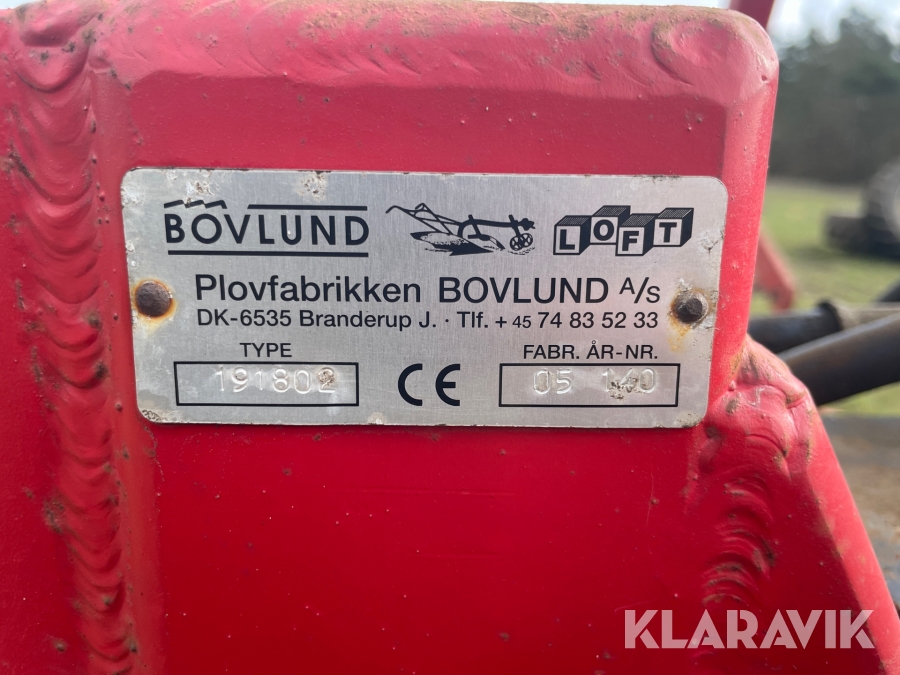 BOVLUND LOFT
Plovfabrikken BOVLUND A/s
DK-6535 Branderup J. · Tlf. + 45 74 83 52 33
TYPE FABR. ÅR-NR.
191802 CE 05
KLARAVIK